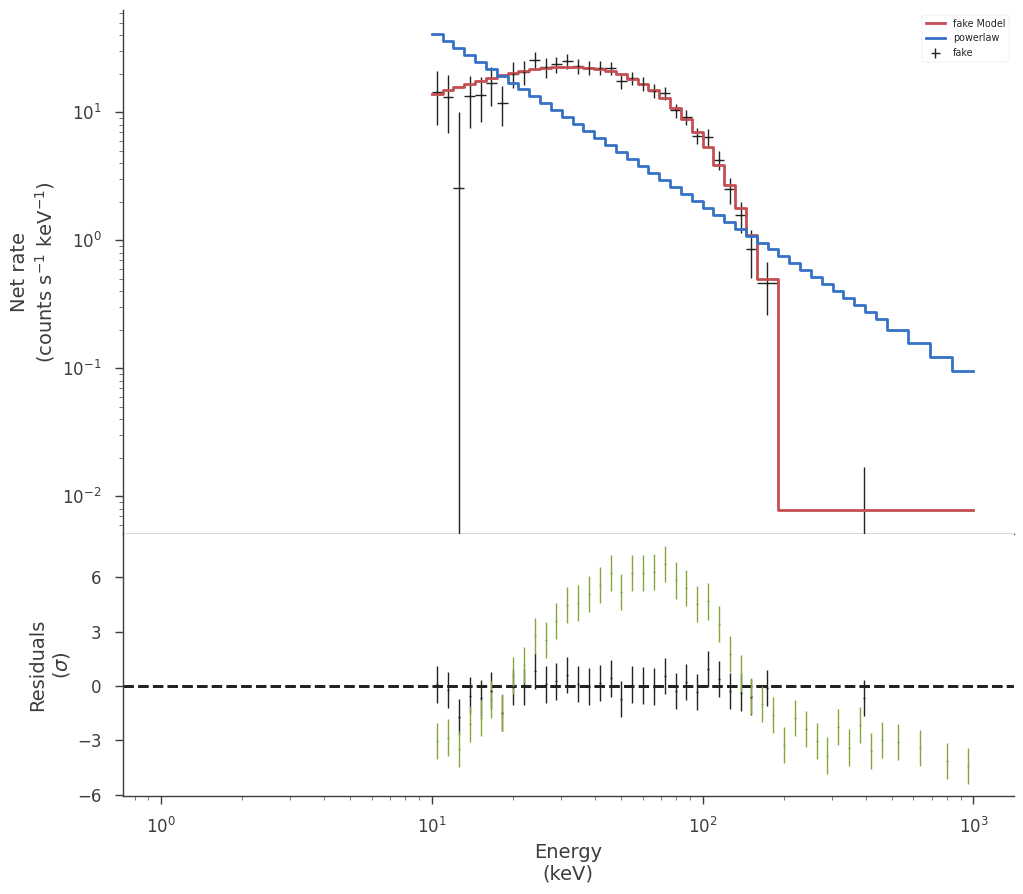 fake Model
powerlaw
fake
Net rate
(counts s⁻¹ keV⁻¹)
10¹
10⁰
10⁻¹
10⁻²
Residuals
(σ)
6
3
0
−3
−6
10⁰
10¹
10²
10³
Energy
(keV)